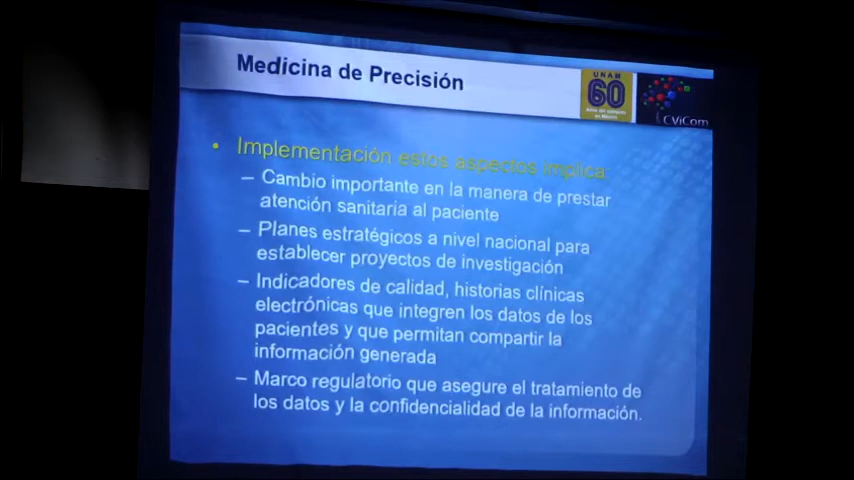 Medicina de Precisión
UNAM
60
CViCom
• Implementación estos aspectos implica:
– Cambio importante en la manera de prestar
atención sanitaria al paciente
– Planes estratégicos a nivel nacional para
establecer proyectos de investigación
– Indicadores de calidad, historias clínicas
electrónicas que integren los datos de los
pacientes y que permitan compartir la
información generada
– Marco regulatorio que asegure el tratamiento de
los datos y la confidencialidad de la información.